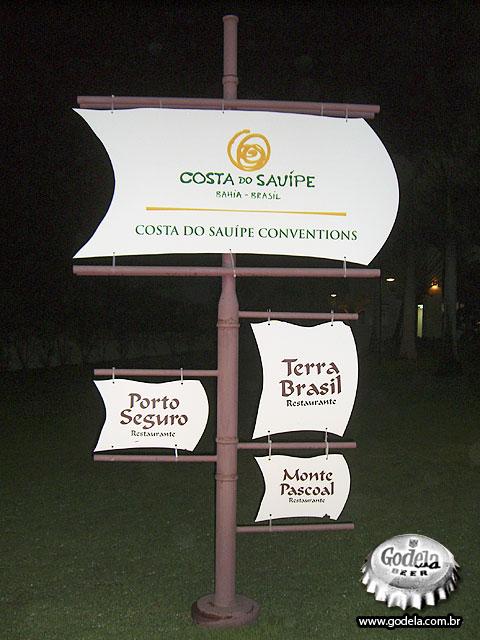 COSTA DO SAUÍPE
BAHIA - BRASIL
COSTA DO SAUÍPE CONVENTIONS
Porto
Seguro
Restaurante
Terra
Brasil
Restaurante
Monte
Pascoal
Restaurante
Godela
BEER
www.godela.com.br